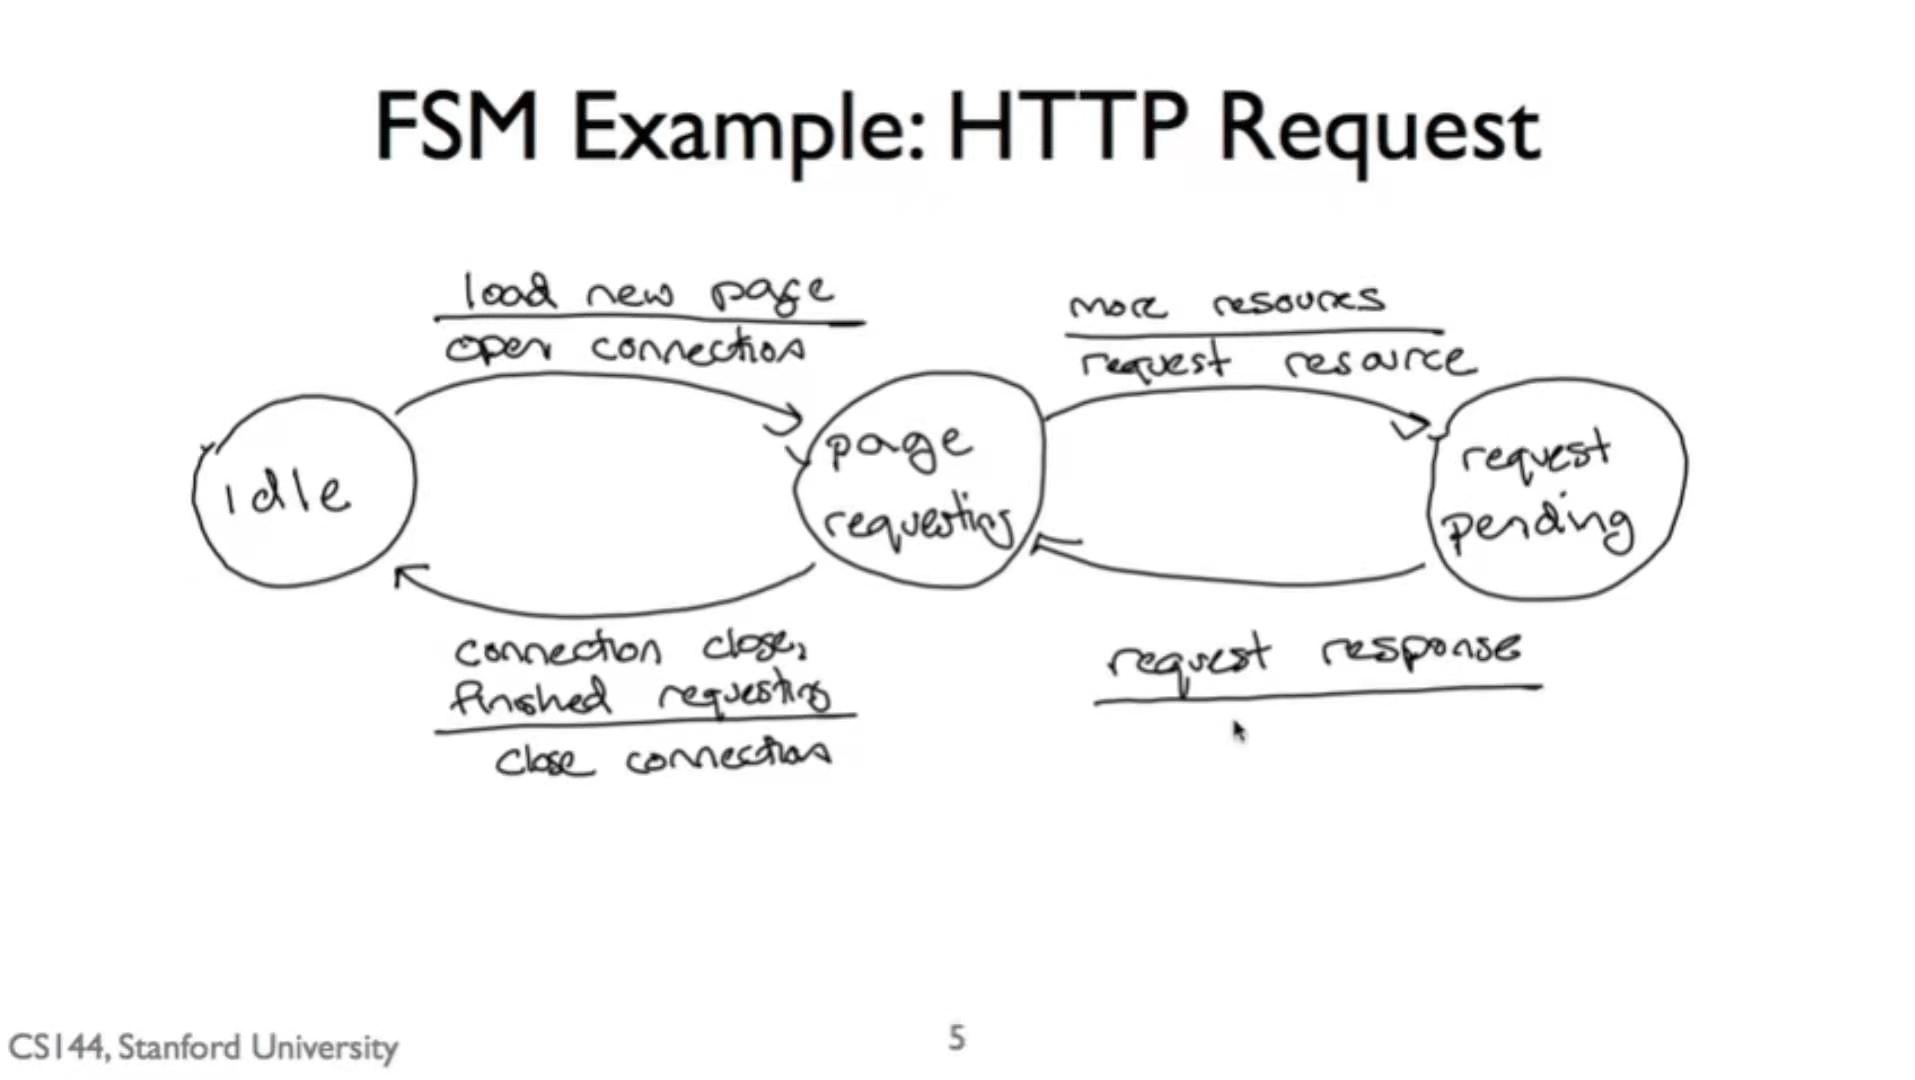 FSM Example: HTTP Request
load new page
open connection
more resources
request resource
idle
page
requesting
request
pending
connection close,
finished requesting
close connection
request response
CS144, Stanford University
5